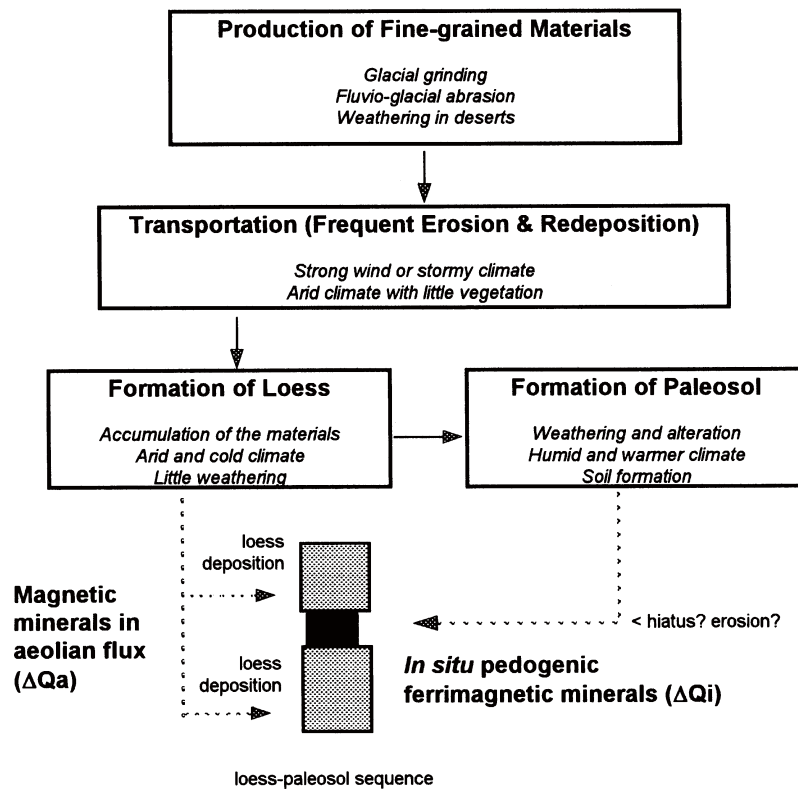 Production of Fine-grained Materials
Glacial grinding
Fluvio-glacial abrasion
Weathering in deserts
Transportation (Frequent Erosion & Redeposition)
Strong wind or stormy climate
Arid climate with little vegetation
Formation of Loess
Accumulation of the materials
Arid and cold climate
Little weathering
Formation of Paleosol
Weathering and alteration
Humid and warmer climate
Soil formation
loess
deposition
Magnetic
minerals in
aeolian flux
(ΔQa)
< hiatus? erosion?
loess
deposition
In situ pedogenic
ferrimagnetic minerals (ΔQi)
loess-paleosol sequence